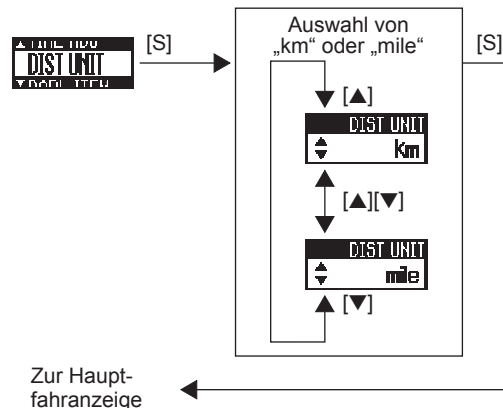 Auswahl von
„km“ oder „mile“
[S]
[S]
DIST UNIT
[▲]
DIST UNIT
Km
[▲][▼]
DIST UNIT
mile
[▼]
Zur Haupt-
fahranzeige